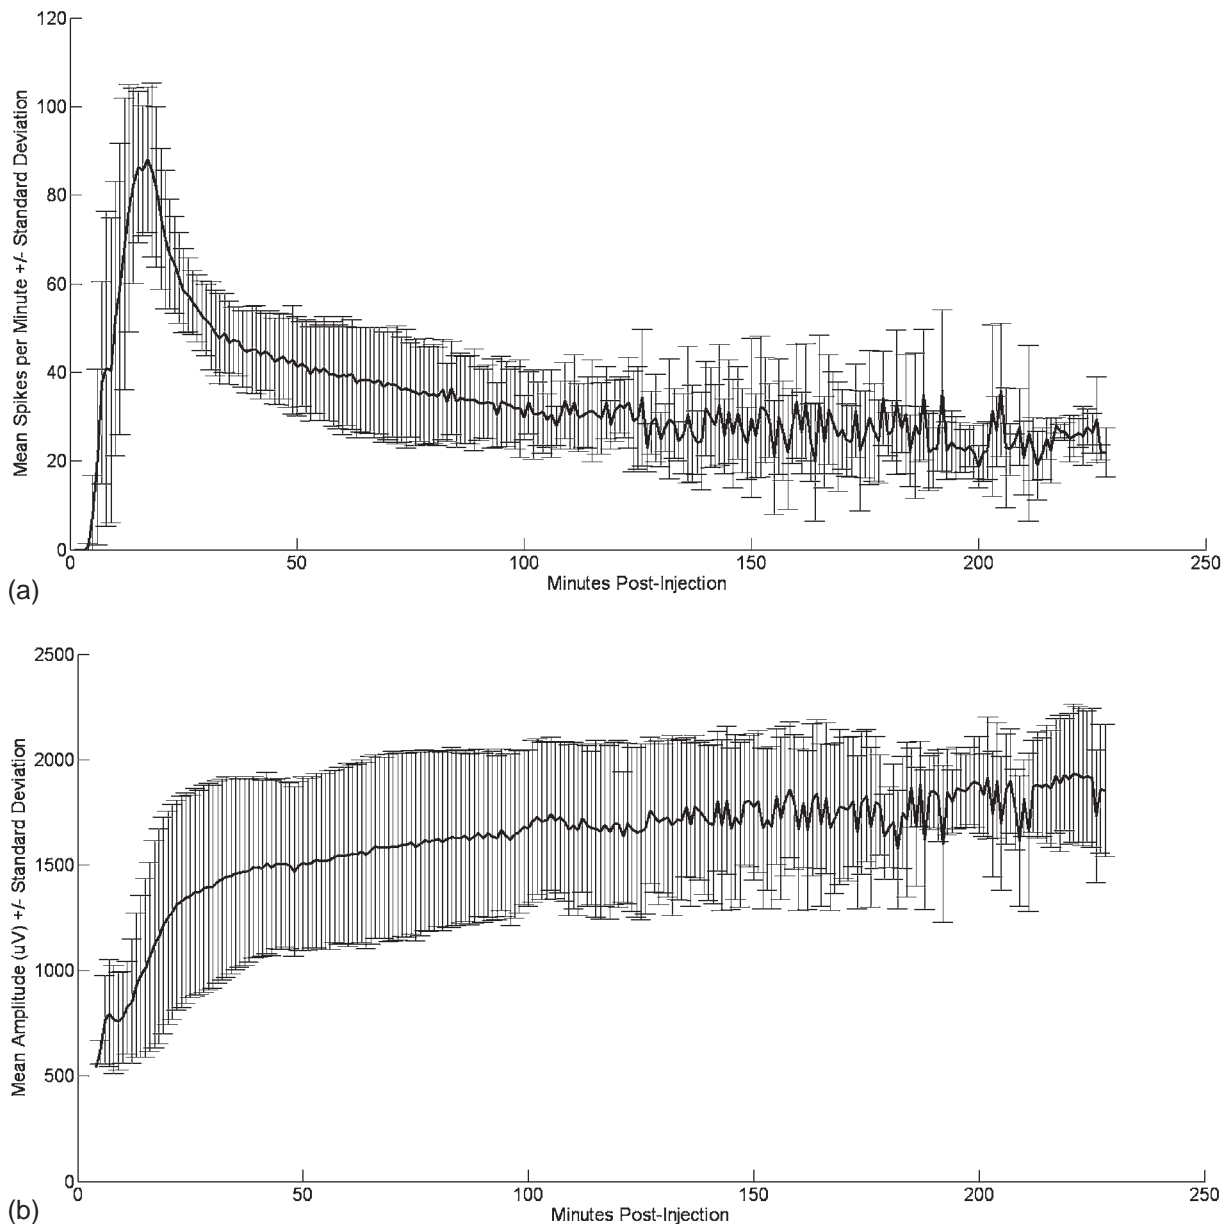 120
100
80
60
40
20
0
Mean Spikes per Minute +/- Standard Deviation
0 50 100 150 200 250
Minutes Post-Injection
(a)
2500
2000
1500
1000
500
0
Mean Amplitude (uV) +/- Standard Deviation
0 50 100 150 200 250
Minutes Post-Injection
(b)